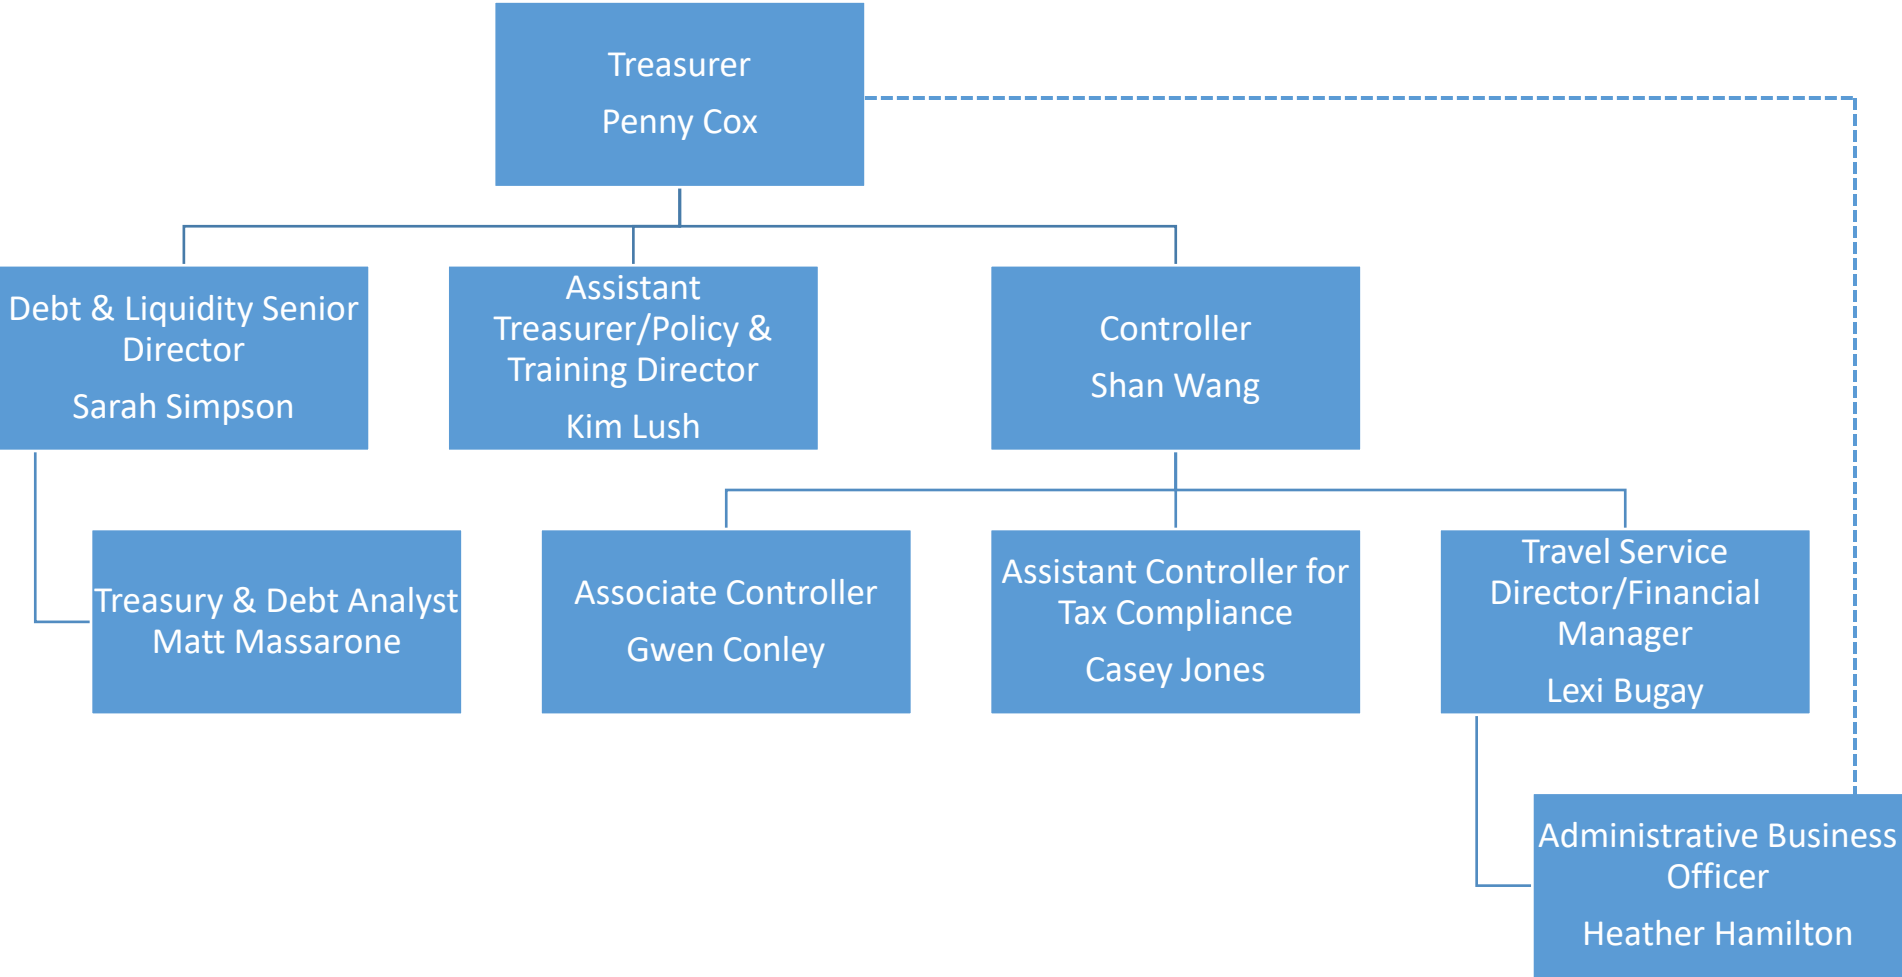 Treasurer
Penny Cox
Debt & Liquidity Senior
Director
Sarah Simpson
Assistant
Treasurer/Policy &
Training Director
Kim Lush
Controller
Shan Wang
Treasury & Debt Analyst
Matt Massarone
Associate Controller
Gwen Conley
Assistant Controller for
Tax Compliance
Casey Jones
Travel Service
Director/Financial
Manager
Lexi Bugay
Administrative Business
Officer
Heather Hamilton